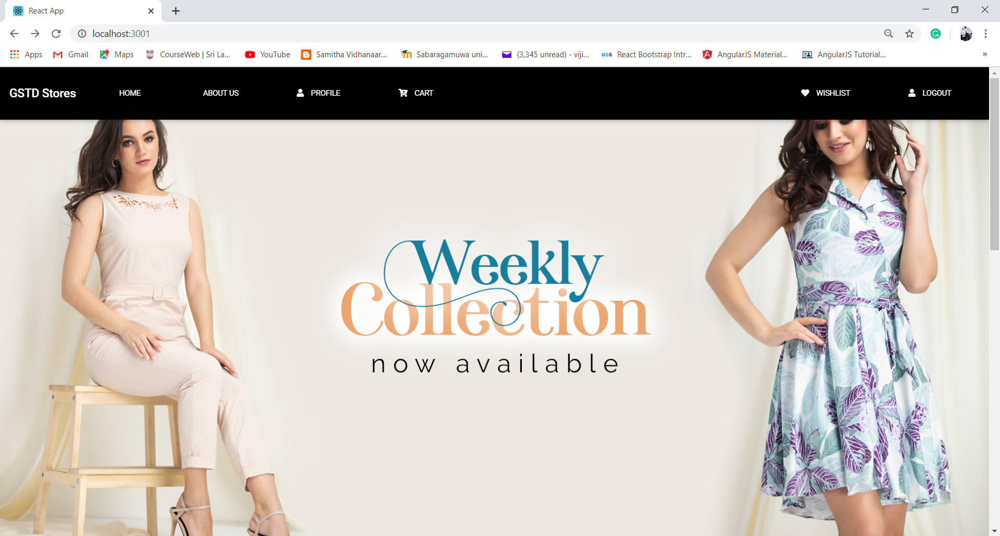 React App
localhost:3001
Apps Gmail Maps CourseWeb | Sri La... YouTube Samitha Vidhanaar... Sabaragamuwa uni... (3,345 unread) - viji... MDB React Bootstrap Intr... AngularJS Material... AngularJS Tutorial... »
GSTD Stores HOME ABOUT US PROFILE CART WISHLIST LOGOUT
Weekly
Collection
now available